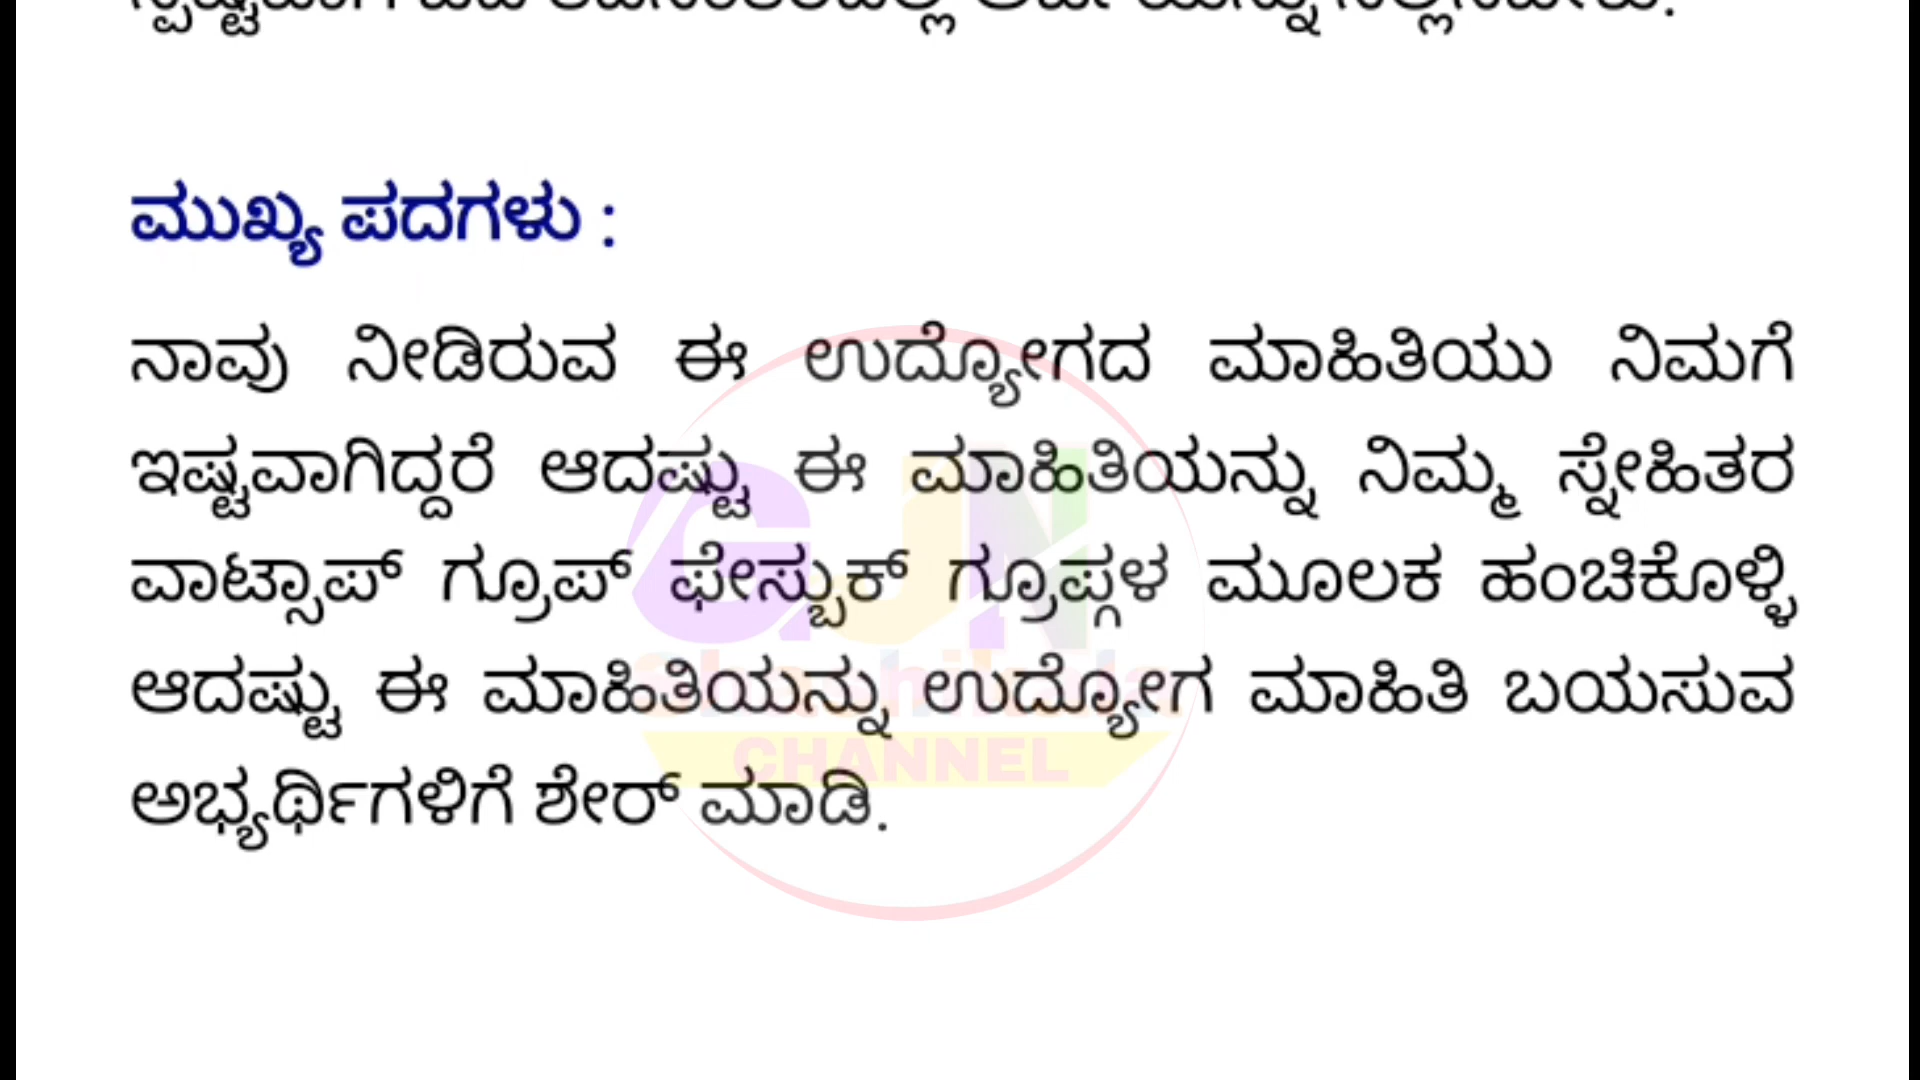 ಮುಖ್ಯ ಪದಗಳು :
ನಾವು ನೀಡಿರುವ ಈ ಉದ್ಯೋಗದ ಮಾಹಿತಿಯು ನಿಮಗೆ
ಇಷ್ಟವಾಗಿದ್ದರೆ ಆದಷ್ಟು ಈ ಮಾಹಿತಿಯನ್ನು ನಿಮ್ಮ ಸ್ನೇಹಿತರ
ವಾಟ್ಸಾಪ್ ಗ್ರೂಪ್ ಫೇಸ್ಬುಕ್ ಗ್ರೂಪ್ಗಳ ಮೂಲಕ ಹಂಚಿಕೊಳ್ಳಿ
ಆದಷ್ಟು ಈ ಮಾಹಿತಿಯನ್ನು ಉದ್ಯೋಗ ಮಾಹಿತಿ ಬಯಸುವ
ಅಭ್ಯರ್ಥಿಗಳಿಗೆ ಶೇರ್ ಮಾಡಿ.
CHANNEL